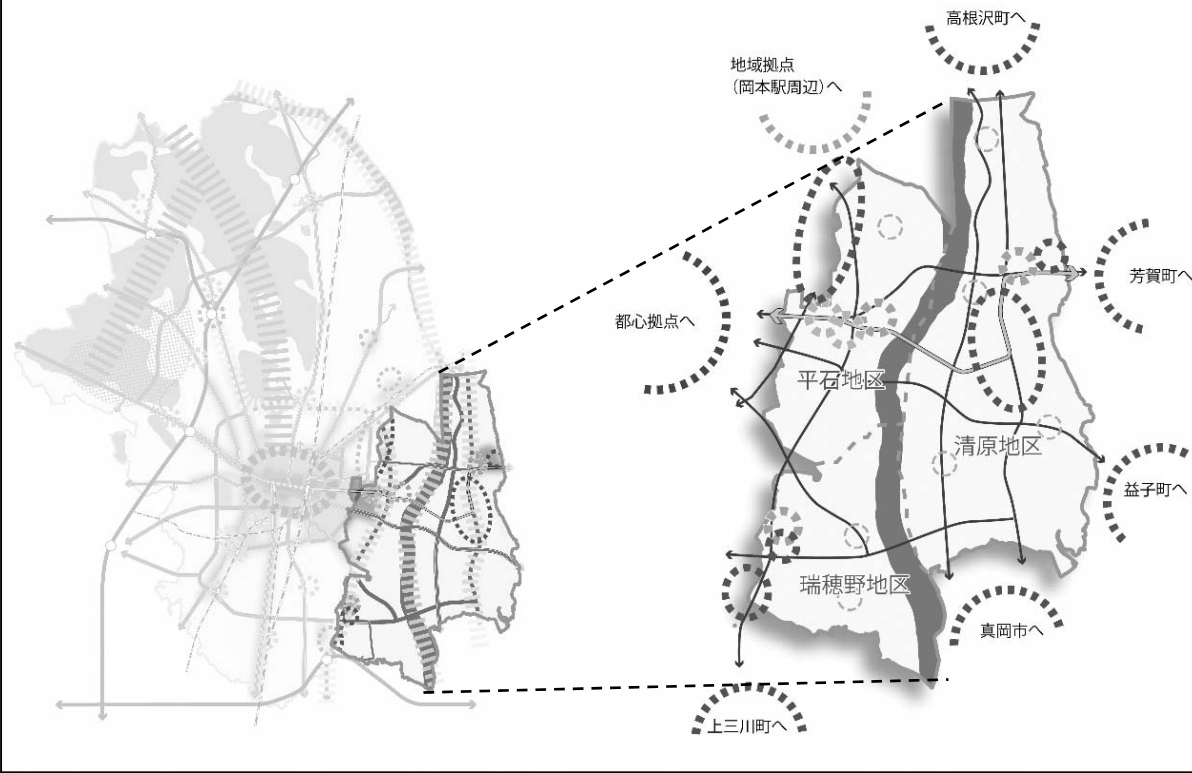 高根沢町へ
地域拠点
（岡本駅周辺）へ
芳賀町へ
都心拠点へ
平石地区
清原地区
益子町へ
瑞穂野地区
真岡市へ
上三川町へ